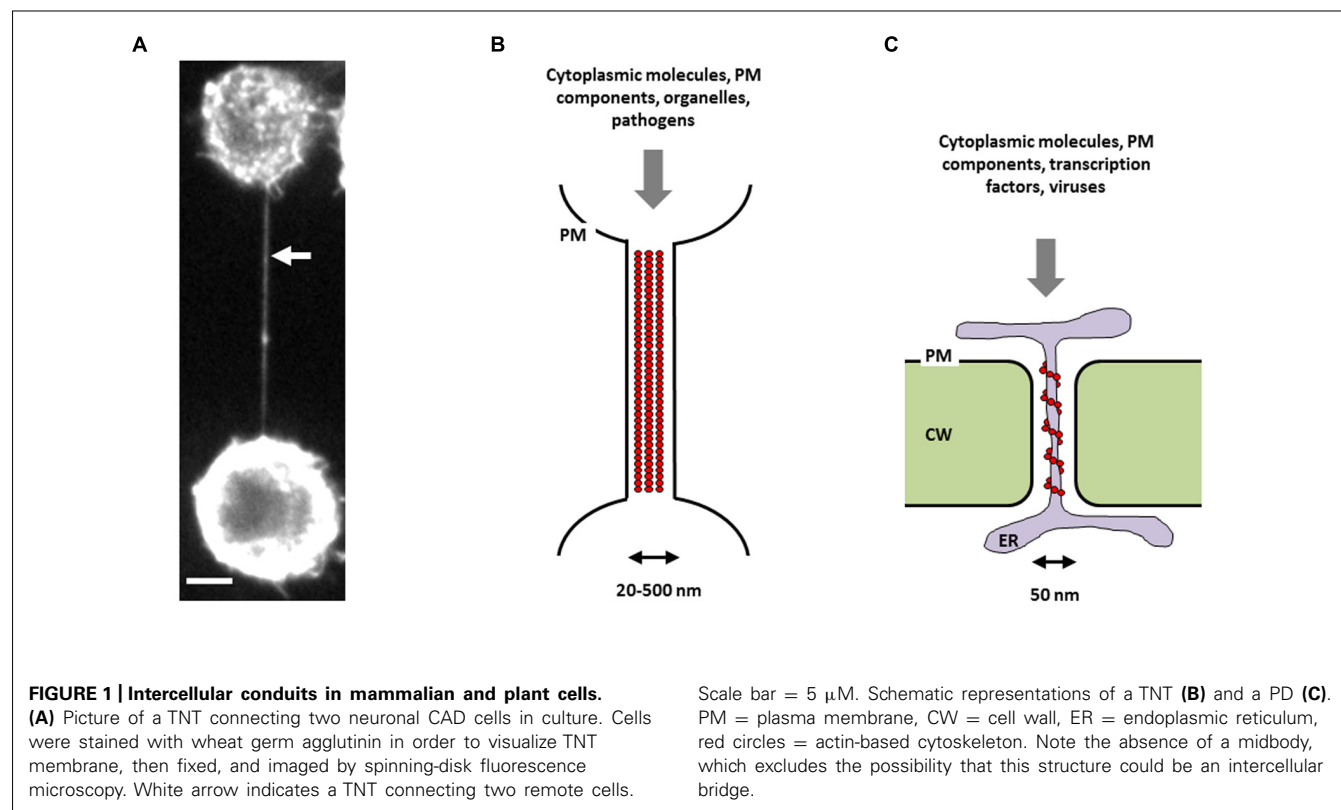 A
B
C
Cytoplasmic molecules, PM
components, organelles,
pathogens
PM
20-500 nm
Cytoplasmic molecules, PM
components, transcription
factors, viruses
PM
CW
ER
50 nm
FIGURE 1 | Intercellular conduits in mammalian and plant cells.
(A) Picture of a TNT connecting two neuronal CAD cells in culture. Cells
were stained with wheat germ agglutinin in order to visualize TNT
membrane, then fixed, and imaged by spinning-disk fluorescence
microscopy. White arrow indicates a TNT connecting two remote cells.
Scale bar = 5 μM. Schematic representations of a TNT (B) and a PD (C).
PM = plasma membrane, CW = cell wall, ER = endoplasmic reticulum,
red circles = actin-based cytoskeleton. Note the absence of a midbody,
which excludes the possibility that this structure could be an intercellular
bridge.